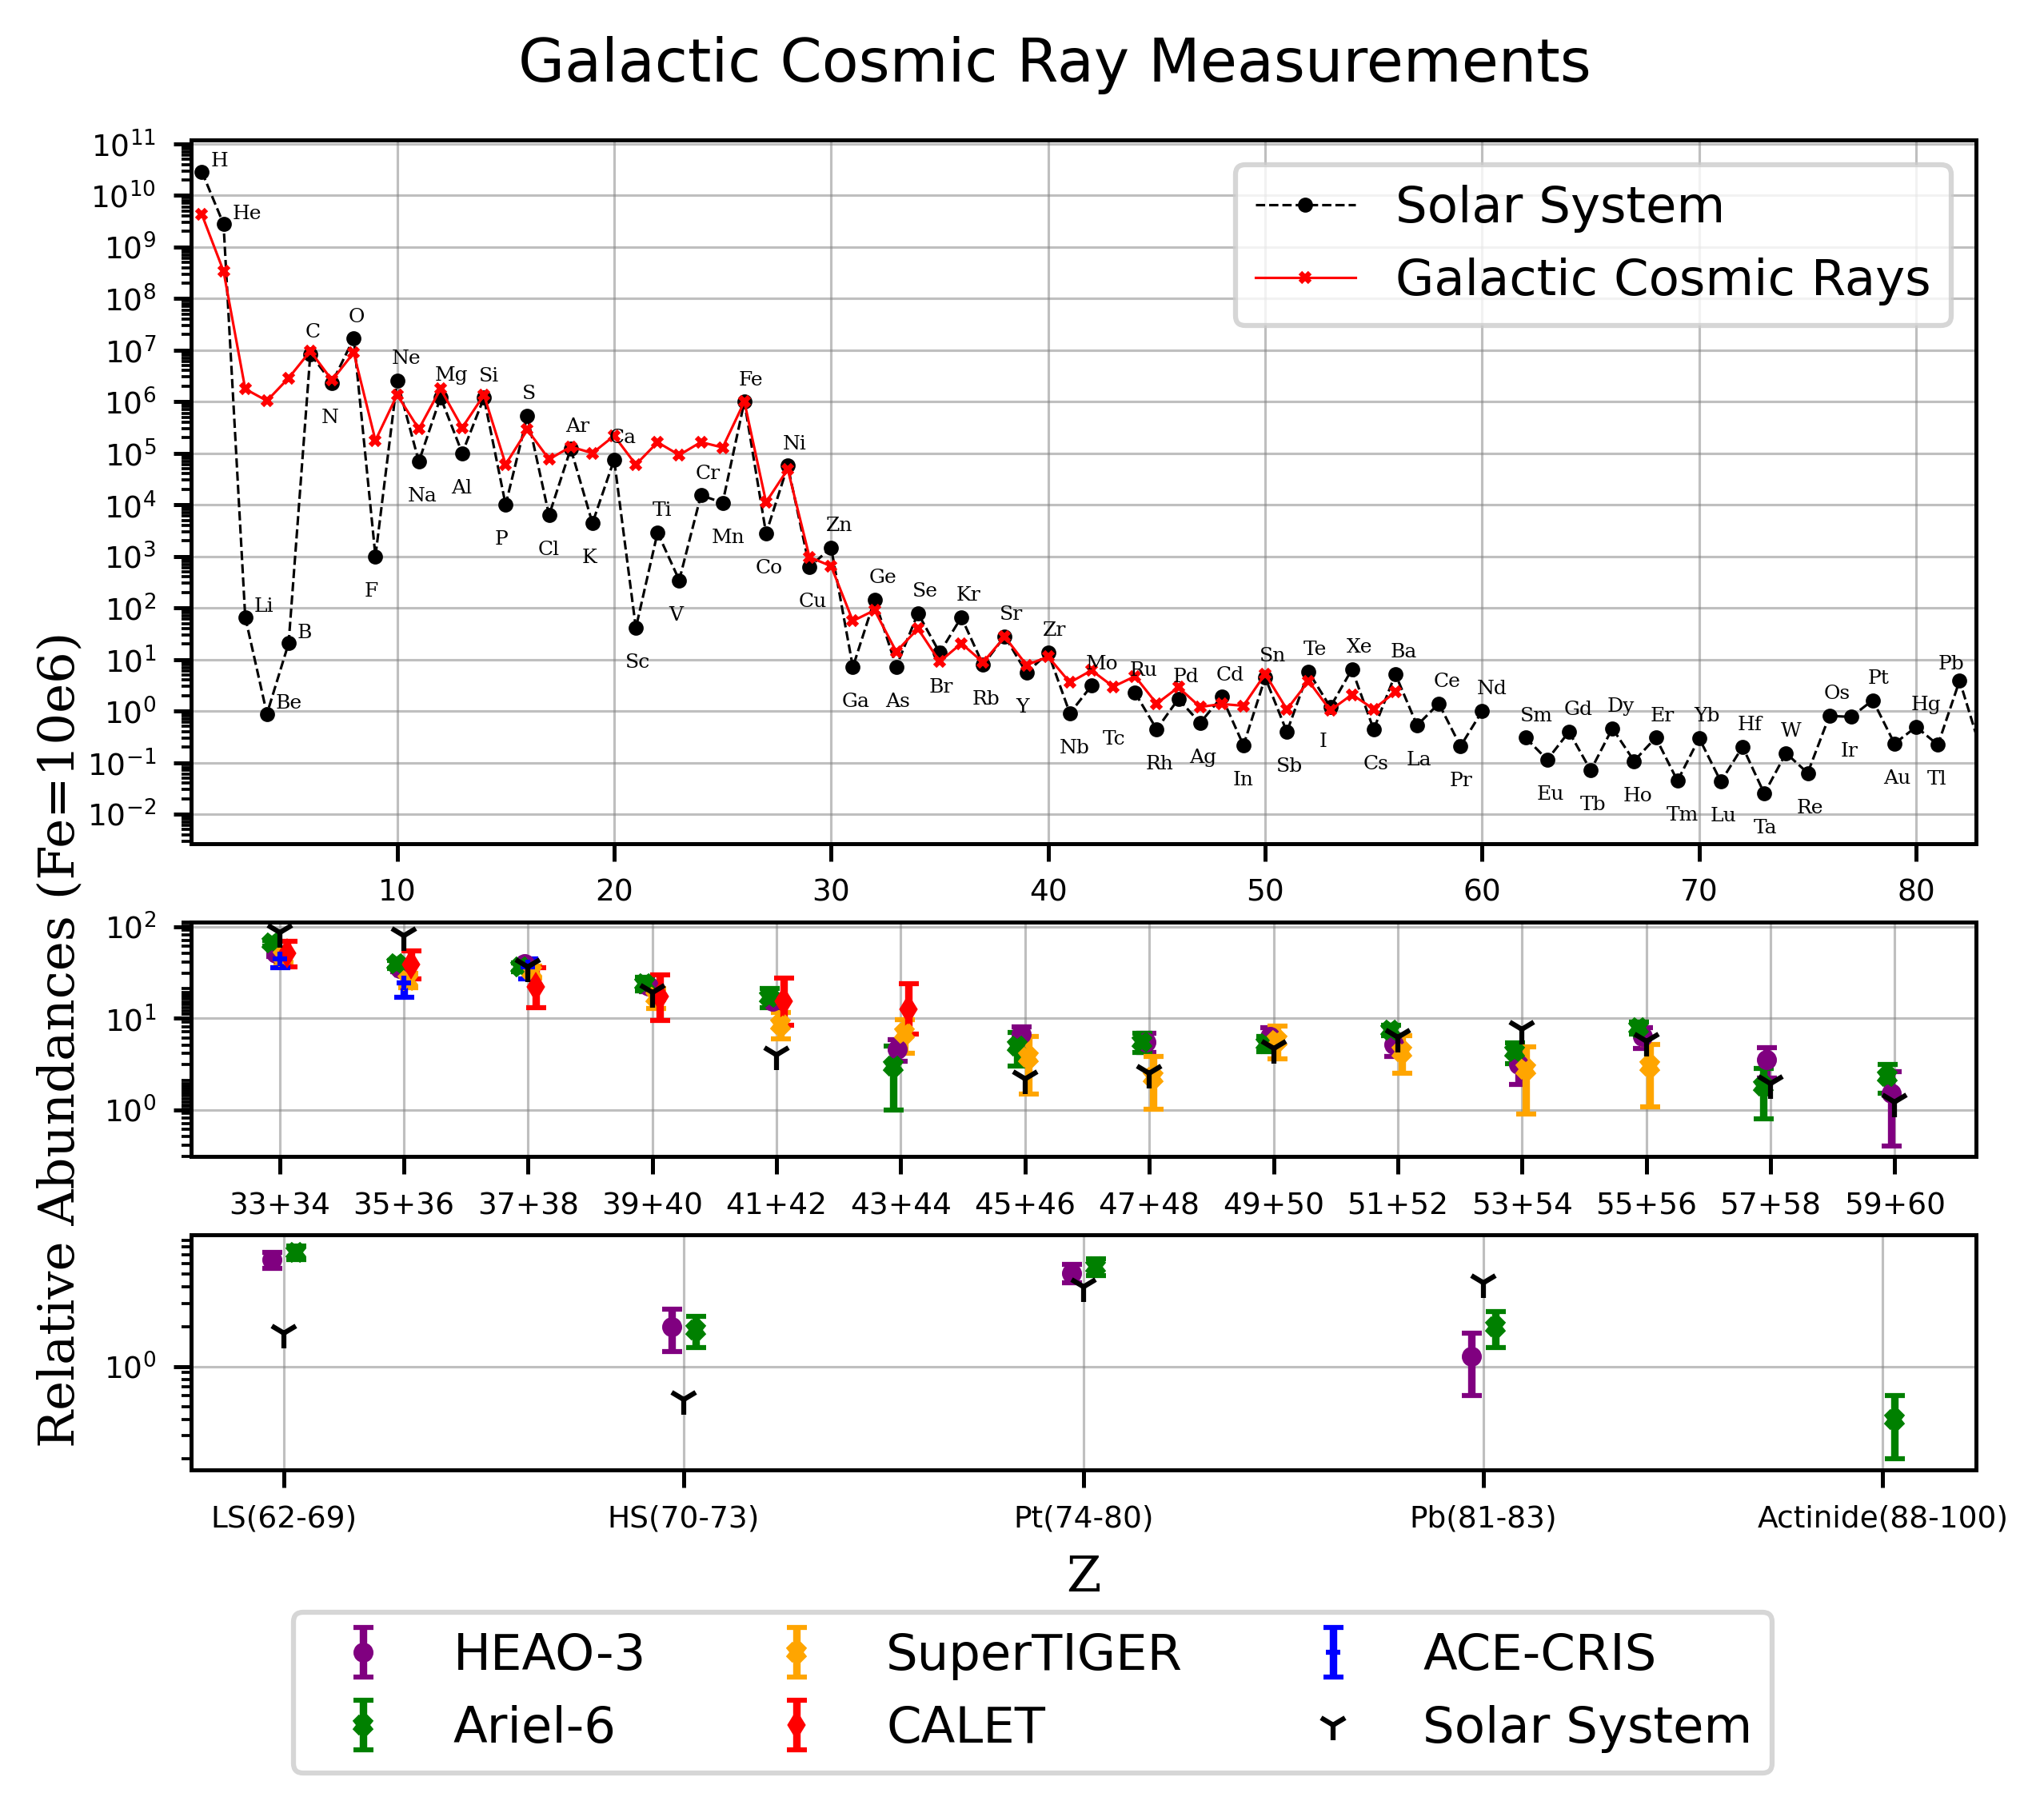 Galactic Cosmic Ray Measurements
Relative Abundances (Fe=10e6)
10^11
10^10
10^9
10^8
10^7
10^6
10^5
10^4
10^3
10^2
10^1
10^0
10^−1
10^−2
Solar System
Galactic Cosmic Rays
H
He
Li
Be
B
C
N
O
F
Ne
Na
Mg
Al
Si
P
S
Cl
Ar
K
Ca
Sc
Ti
V
Cr
Mn
Fe
Co
Ni
Cu
Zn
Ga
Ge
As
Se
Br
Kr
Rb
Sr
Y
Zr
Nb
Mo
Tc
Ru
Rh
Pd
Ag
Cd
In
Sn
Sb
Te
I
Xe
Cs
Ba
La
Ce
Pr
Nd
Sm
Eu
Gd
Tb
Dy
Ho
Er
Tm
Yb
Lu
Hf
Ta
W
Re
Os
Ir
Pt
Au
Hg
Tl
Pb
10 20 30 40 50 60 70 80
10^2
10^1
10^0
33+34 35+36 37+38 39+40 41+42 43+44 45+46 47+48 49+50 51+52 53+54 55+56 57+58 59+60
10^0
LS(62-69) HS(70-73) Pt(74-80) Pb(81-83) Actinide(88-100)
Z
HEAO-3 SuperTIGER ACE-CRIS
Ariel-6 CALET Solar System